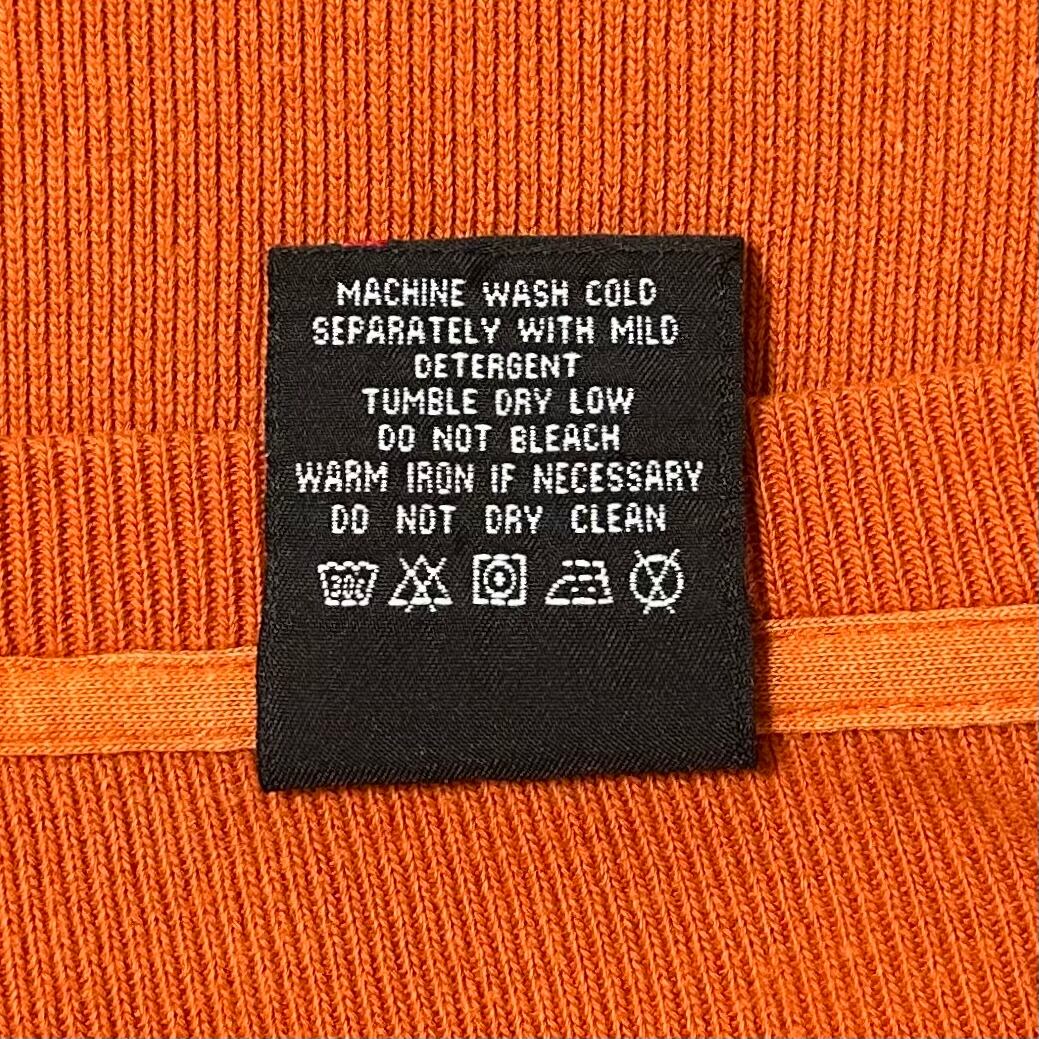 MACHINE WASH COLD
SEPARATELY WITH MILD
DETERGENT
TUMBLE DRY LOW
DO NOT BLEACH
WARM IRON IF NECESSARY
DO NOT DRY CLEAN
30°